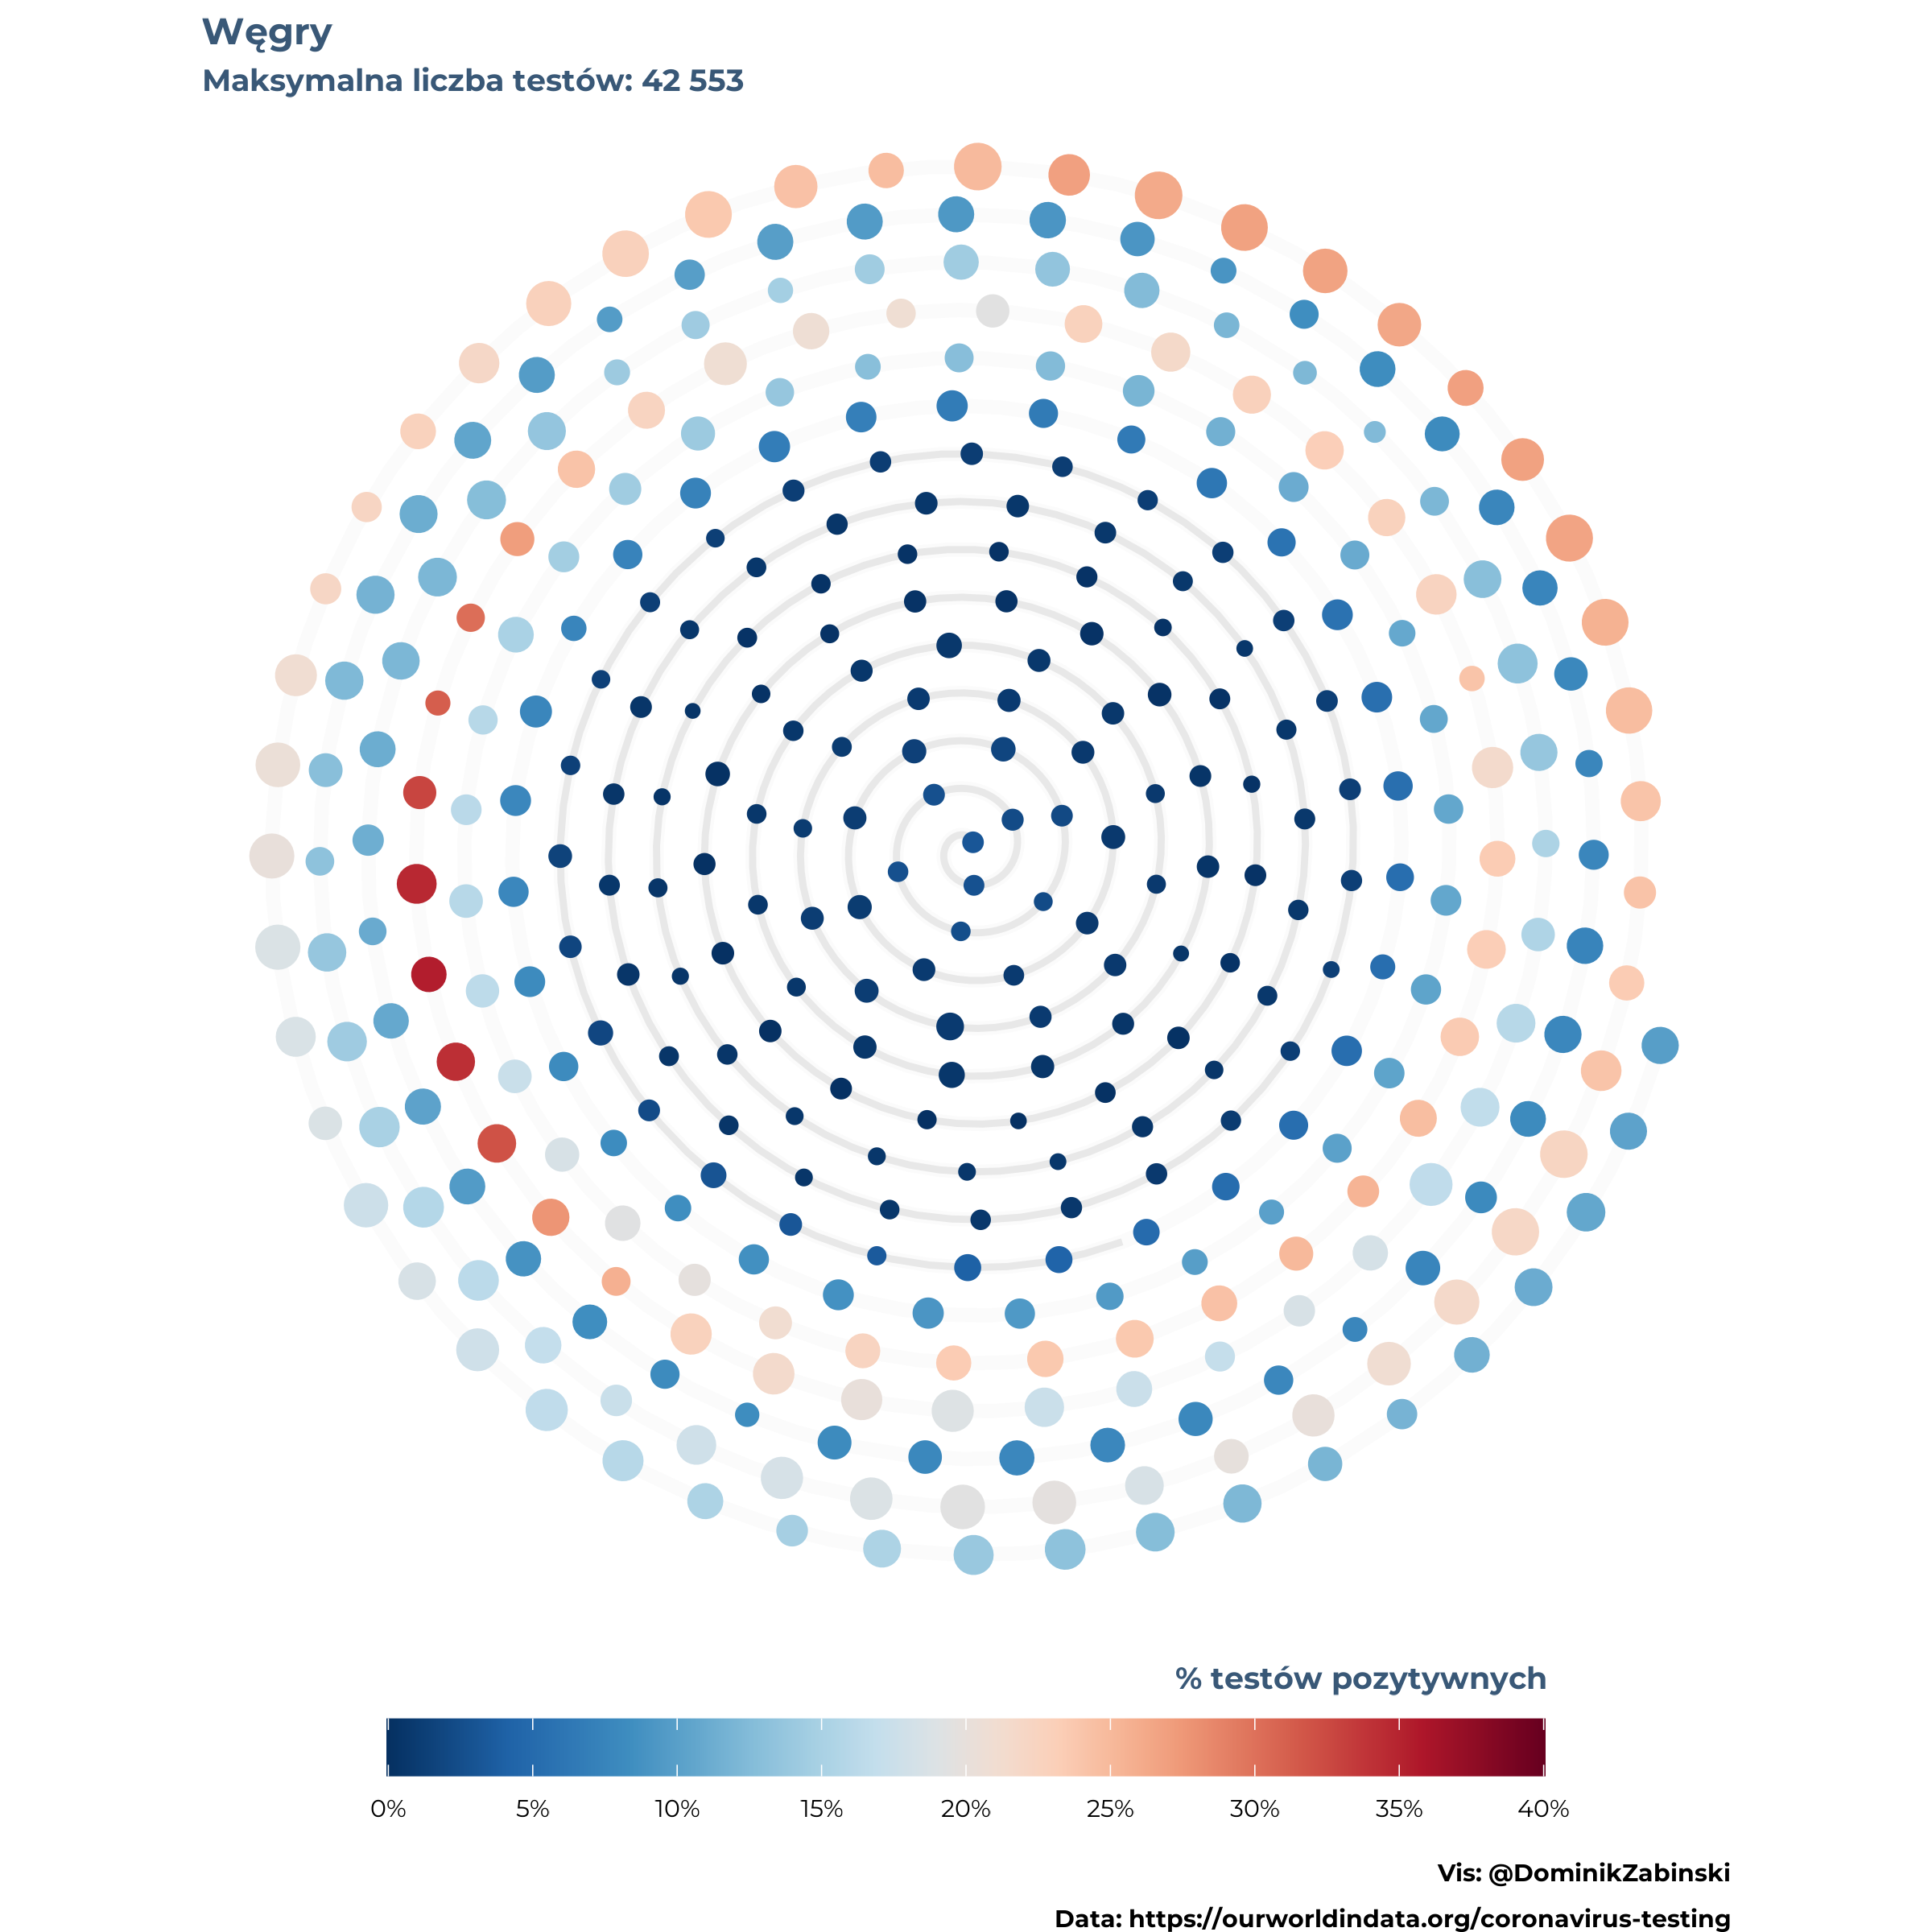 Węgry
Maksymalna liczba testów: 42 553
% testów pozytywnych
0% 5% 10% 15% 20% 25% 30% 35% 40%
Vis: @DominikZabinski
Data: https://ourworldindata.org/coronavirus-testing